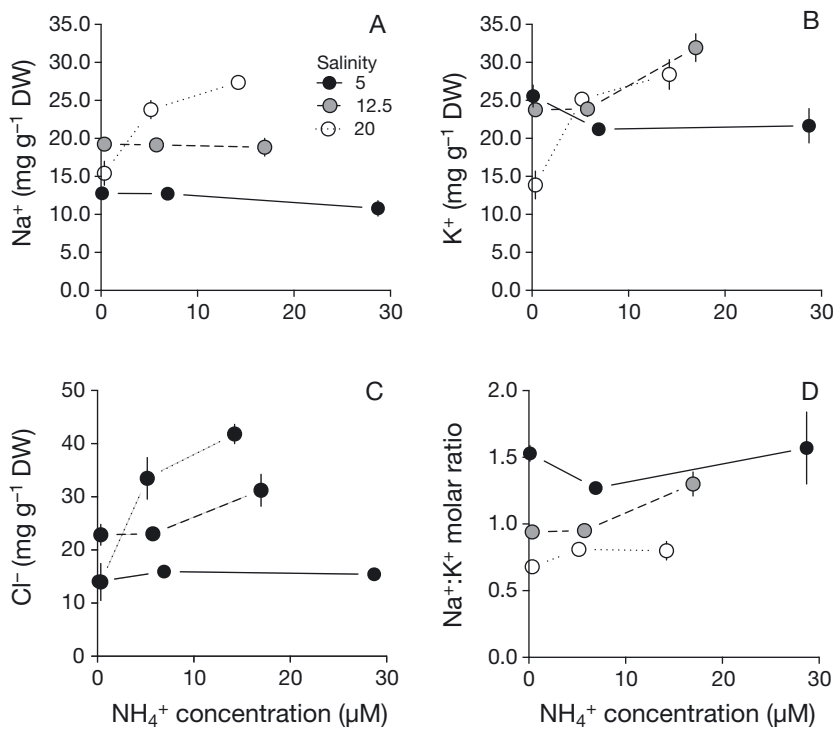 A
35.0
30.0
25.0
20.0
15.0
10.0
5.0
0.0
0 10 20 30
Na⁺ (mg g⁻¹ DW)
Salinity
5
12.5
20
B
35.0
30.0
25.0
20.0
15.0
10.0
5.0
0.0
0 10 20 30
K⁺ (mg g⁻¹ DW)
C
50
40
30
20
10
0
0 10 20 30
Cl⁻ (mg g⁻¹ DW)
NH₄⁺ concentration (µM)
D
2.0
1.5
1.0
0.5
0.0
0 10 20 30
Na⁺:K⁺ molar ratio
NH₄⁺ concentration (µM)